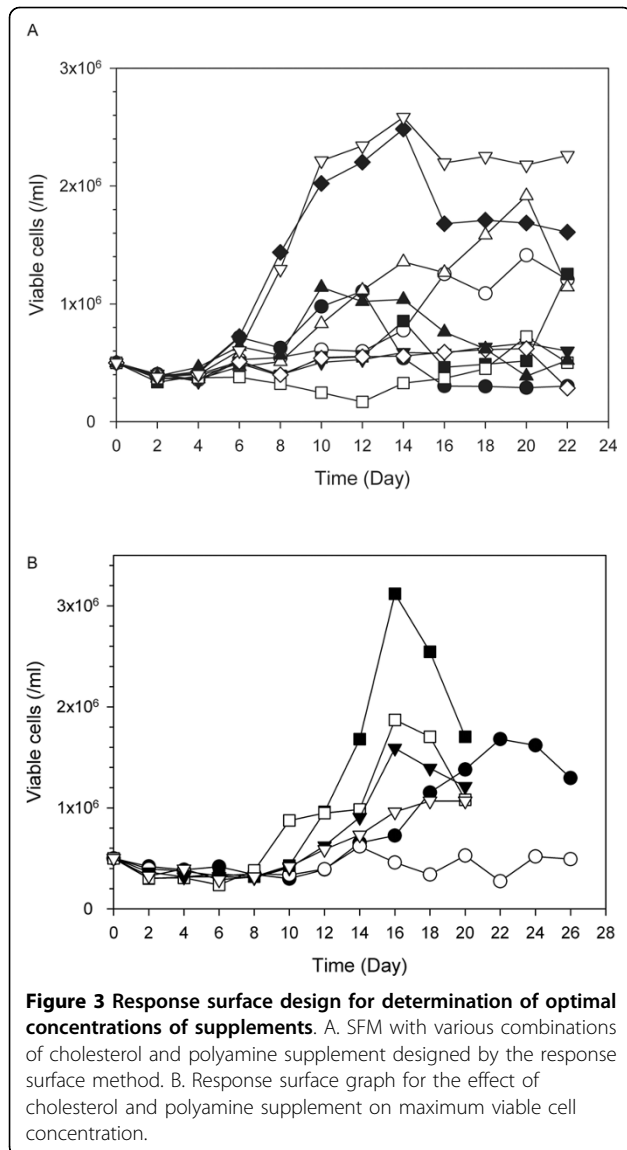 A
3x10⁶
2x10⁶
1x10⁶
0
Viable cells (/ml)
0 2 4 6 8 10 12 14 16 18 20 22 24
Time (Day)
B
3x10⁶
2x10⁶
1x10⁶
0
Viable cells (/ml)
0 2 4 6 8 10 12 14 16 18 20 22 24 26 28
Time (Day)
Figure 3 Response surface design for determination of optimal
concentrations of supplements. A. SFM with various combinations
of cholesterol and polyamine supplement designed by the response
surface method. B. Response surface graph for the effect of
cholesterol and polyamine supplement on maximum viable cell
concentration.